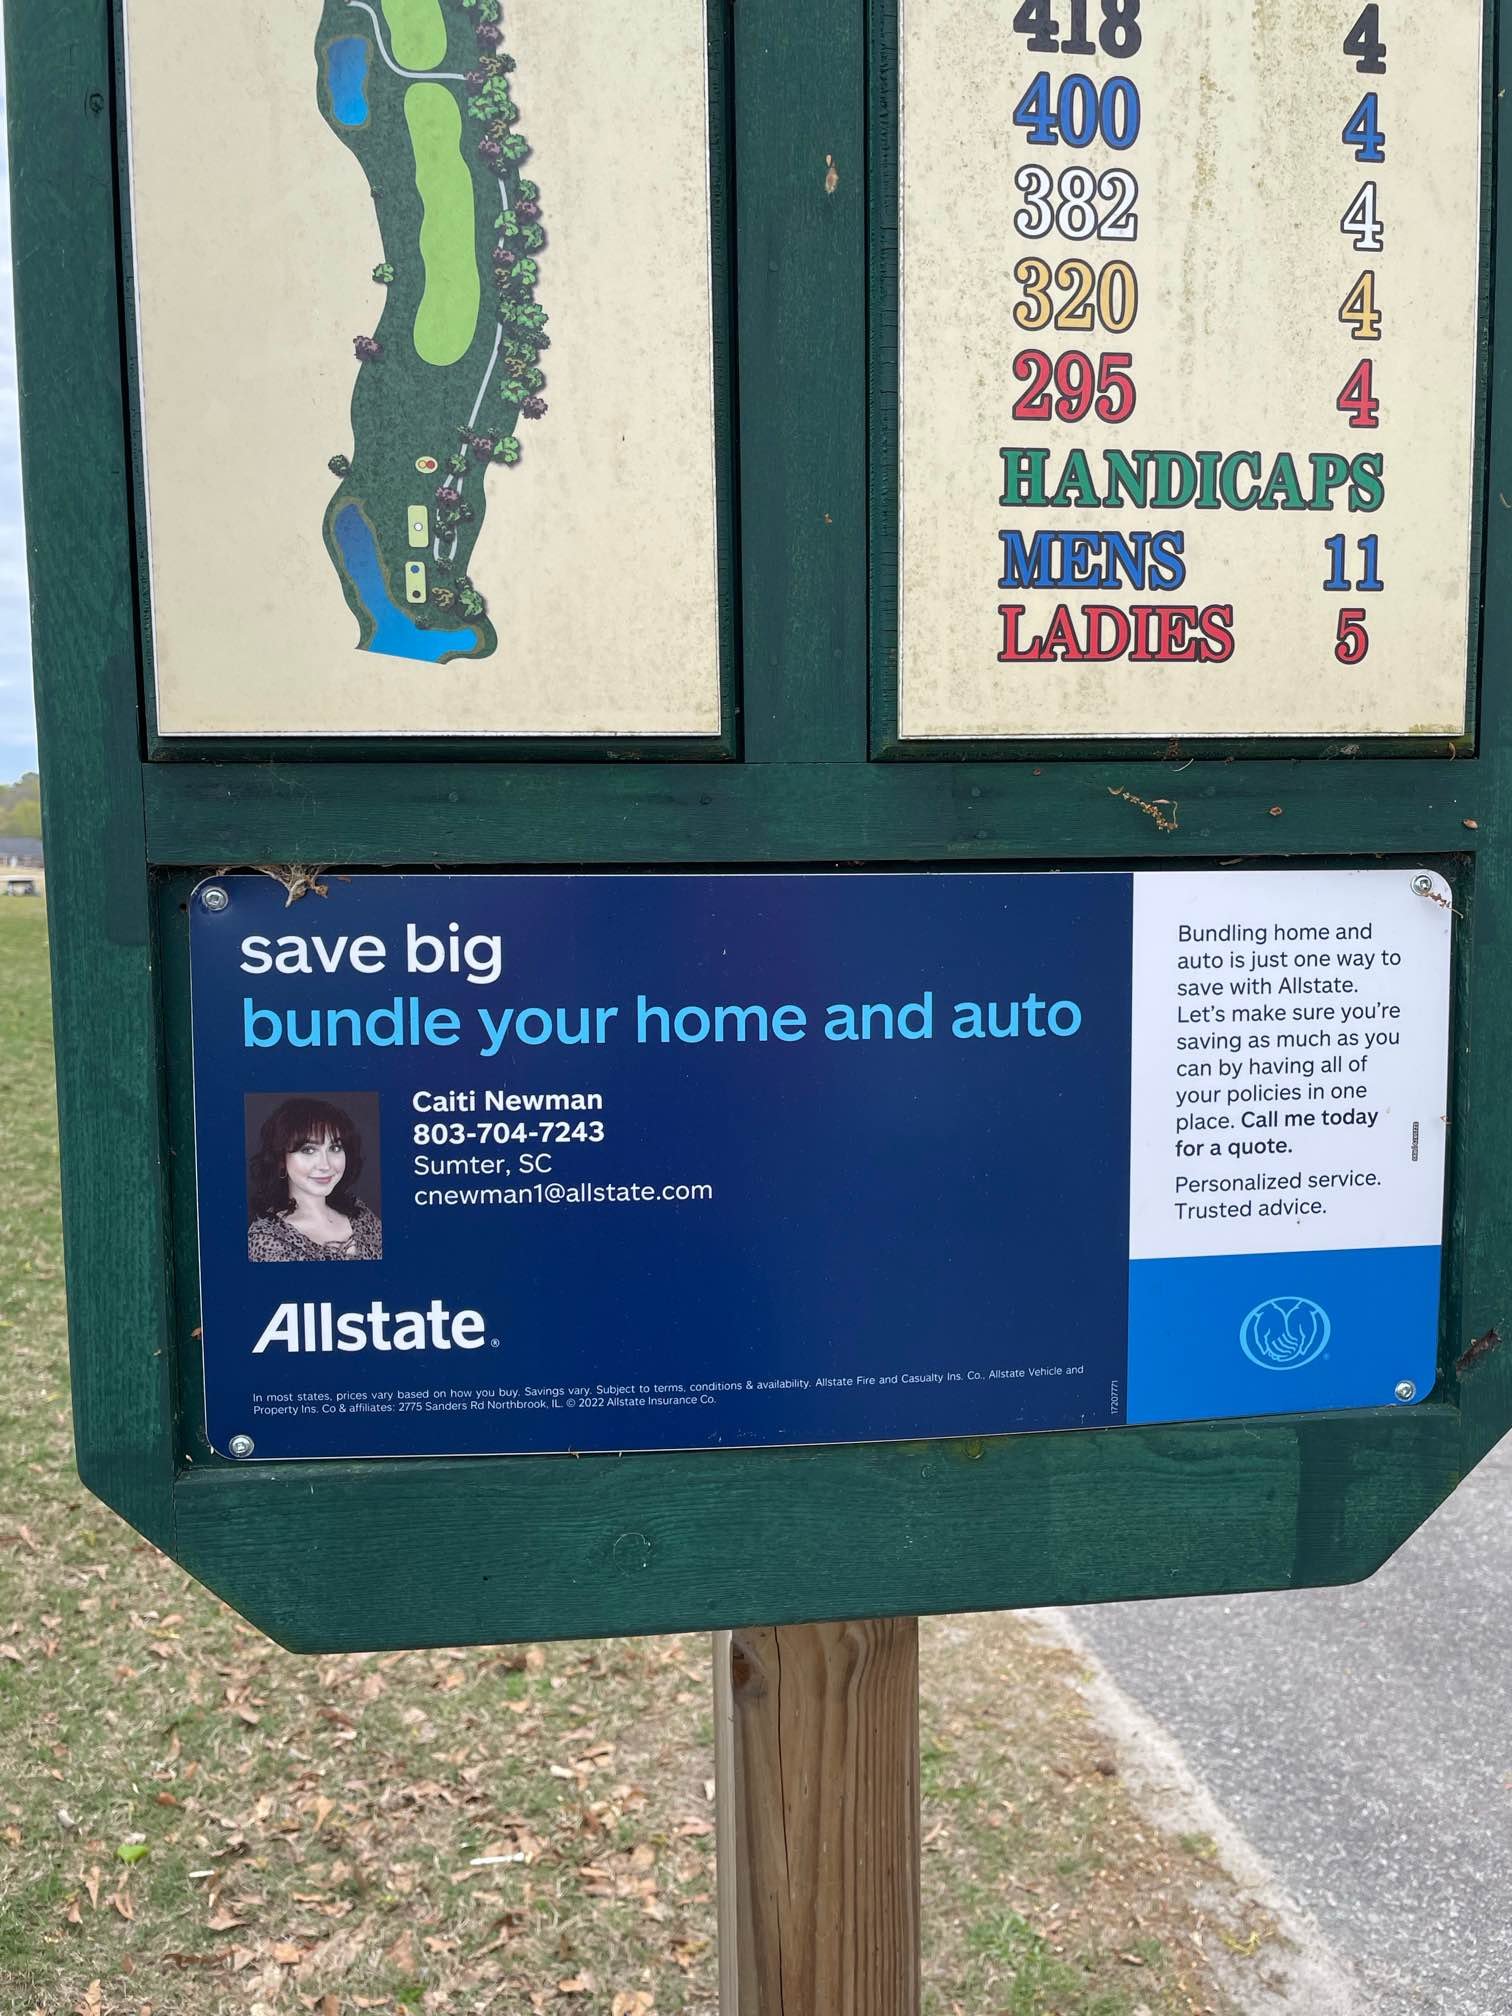 418 4
400 4
382 4
320 4
295 4
HANDICAPS
MENS 11
LADIES 5
save big
bundle your home and auto
Caiti Newman
803-704-7243
Sumter, SC
cnewman1@allstate.com
Allstate®
In most states, prices vary based on how you buy. Savings vary. Subject to terms, conditions & availability. Allstate Fire and Casualty Ins. Co., Allstate Vehicle and
Property Ins. Co & affiliates: 2775 Sanders Rd Northbrook, IL. © 2022 Allstate Insurance Co.
17207771
Bundling home and
auto is just one way to
save with Allstate.
Let's make sure you're
saving as much as you
can by having all of
your policies in one
place. Call me today
for a quote.
Personalized service.
Trusted advice.